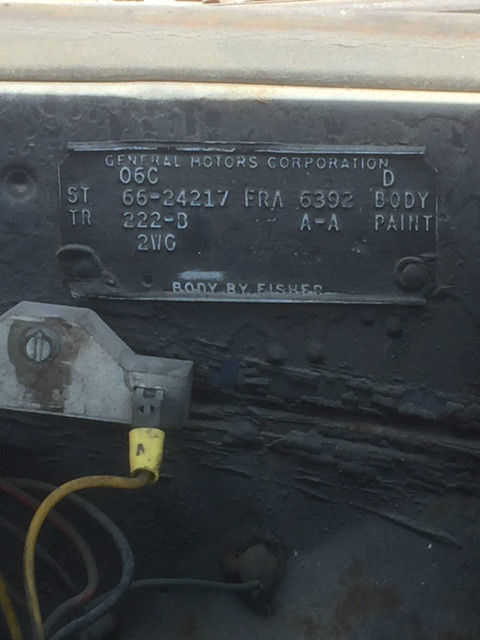 GENERAL MOTORS CORPORATION
06C D
ST 66-24217 FRA 6392 BODY
TR 222-B A-A PAINT
2WG
BODY BY FISHER
A